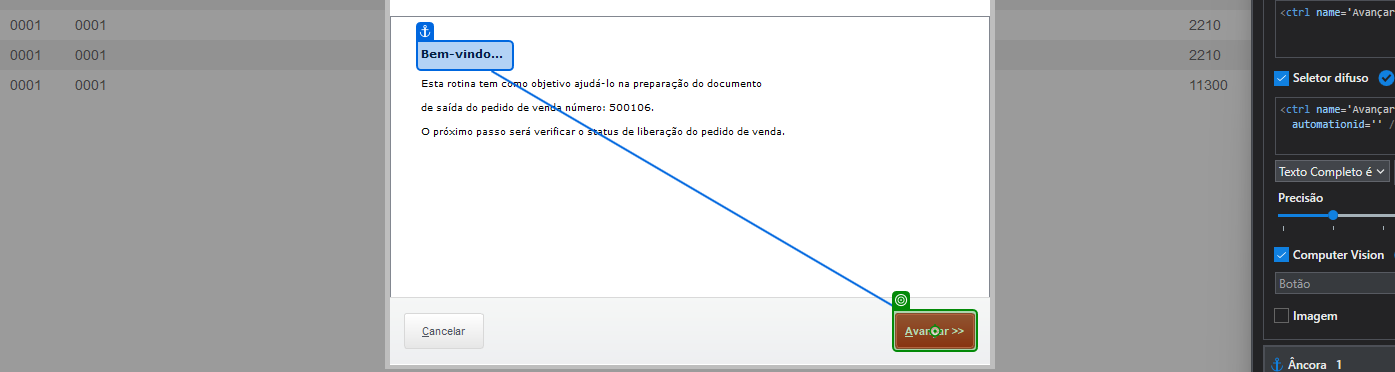 0001 0001 2210
0001 0001 2210
0001 0001 11300
Bem-vindo...
Esta rotina tem como objetivo ajudá-lo na preparação do documento
de saída do pedido de venda número: 500106.
O próximo passo será verificar o status de liberação do pedido de venda.
Cancelar
Avançar >>
<ctrl name='Avançar
Seletor difuso
<ctrl name='Avançar
automationid='' /
Texto Completo é
Precisão
Computer Vision
Botão
Imagem
Âncora 1